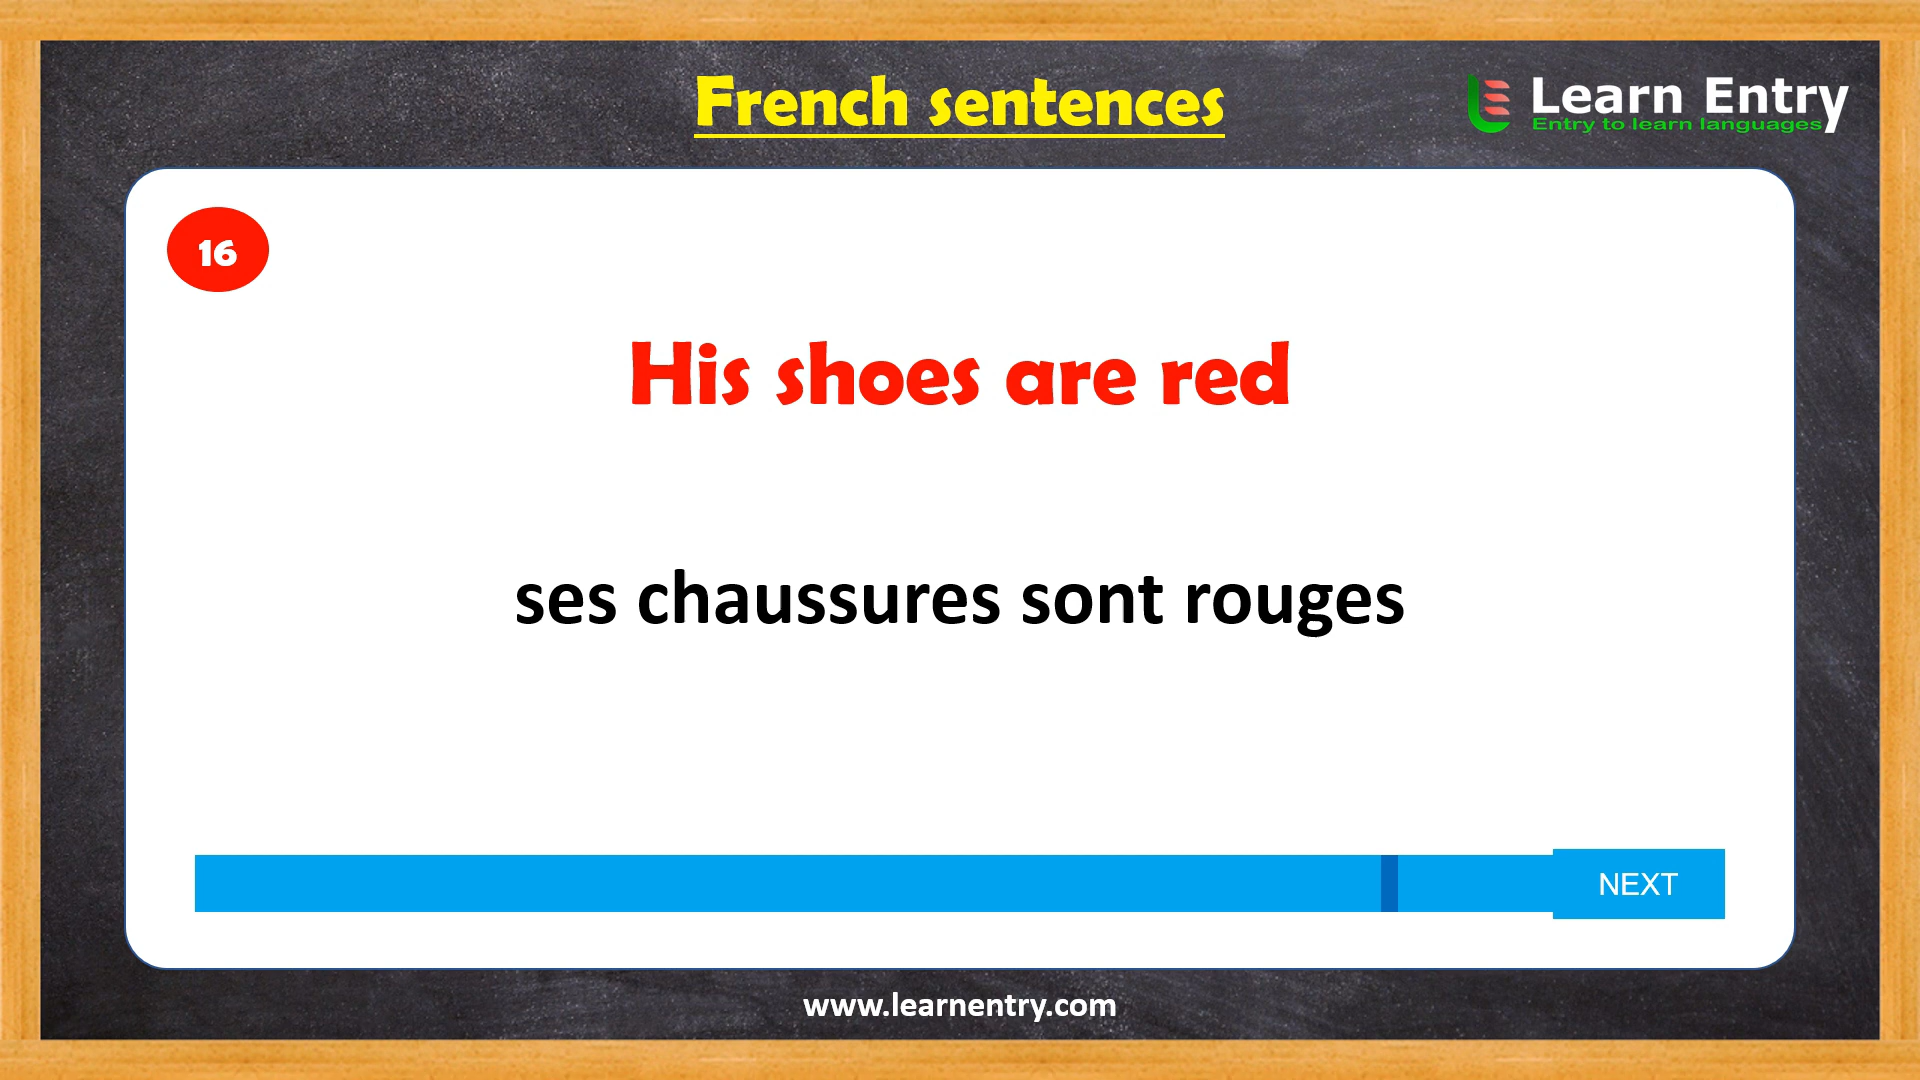 French sentences
Learn Entry
Entry to learn languages
16
His shoes are red
ses chaussures sont rouges
NEXT
www.learnentry.com